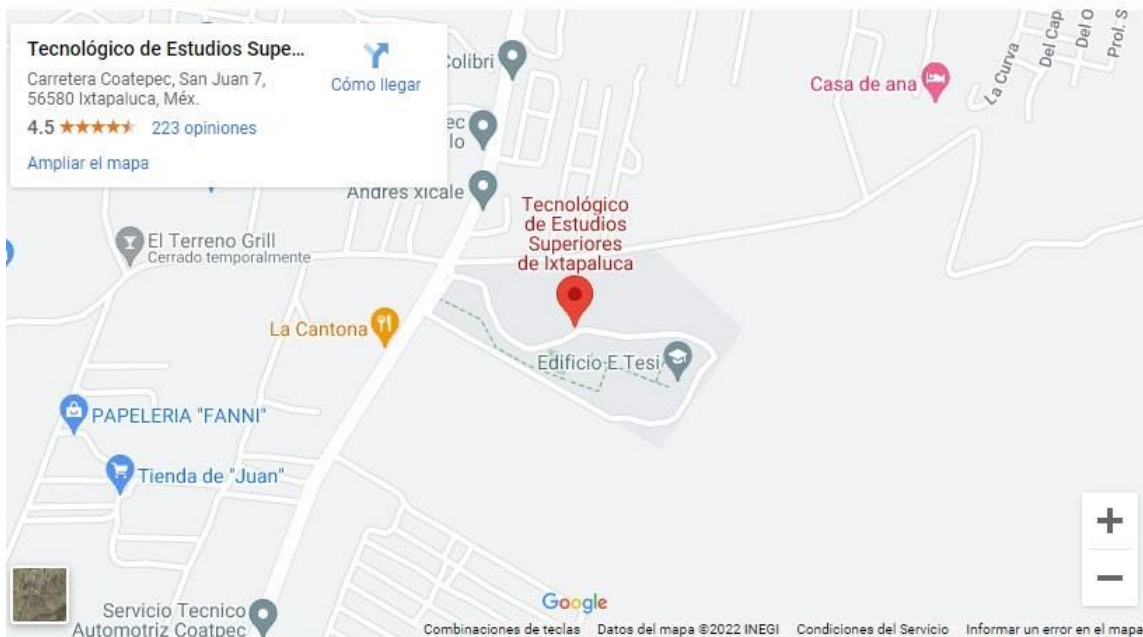 Tecnológico de Estudios Supe...
Carretera Coatepec, San Juan 7,
56580 Ixtapaluca, Méx.
4.5
223 opiniones
Ampliar el mapa
Cómo llegar
Colibri
ec
lo
Andres xicale
Casa de ana
La Curva
Del Cap
Del O
Prol. S
El Terreno Grill
Cerrado temporalmente
Tecnológico
de Estudios
Superiores
de Ixtapaluca
La Cantona
Edificio E.Tesi
PAPELERIA "FANNI"
Tienda de "Juan"
Servicio Tecnico
Automotriz Coatpec
Google
Combinaciones de teclas
Datos del mapa ©2022 INEGI
Condiciones del Servicio
Informar un error en el mapa